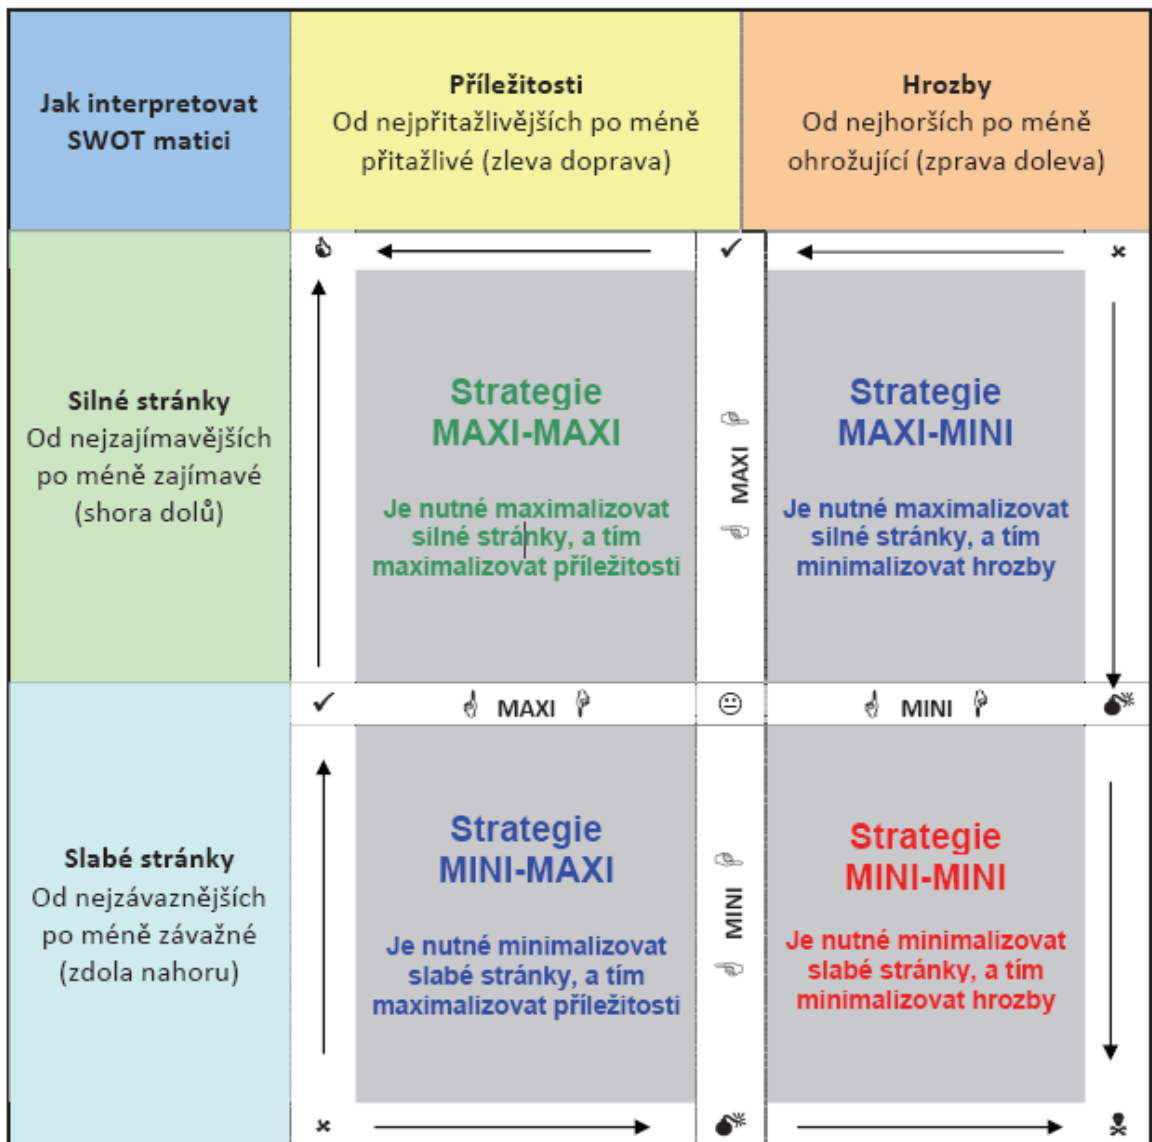 Jak interpretovat
SWOT matici
Příležitosti
Od nejpřitažlivějších po méně
přitažlivé (zleva doprava)
Hrozby
Od nejhorších po méně
ohrožující (zprava doleva)
Silné stránky
Od nejzajímavějších
po méně zajímavé
(shora dolů)
Strategie
MAXI-MAXI
Je nutné maximalizovat
silné stránky, a tím
maximalizovat příležitosti
MAXI
Strategie
MAXI-MINI
Je nutné maximalizovat
silné stránky, a tím
minimalizovat hrozby
MAXI
MINI
Slabé stránky
Od nejzávaznějších
po méně závažné
(zdola nahoru)
Strategie
MINI-MAXI
Je nutné minimalizovat
slabé stránky, a tím
maximalizovat příležitosti
MINI
Strategie
MINI-MINI
Je nutné minimalizovat
slabé stránky, a tím
minimalizovat hrozby